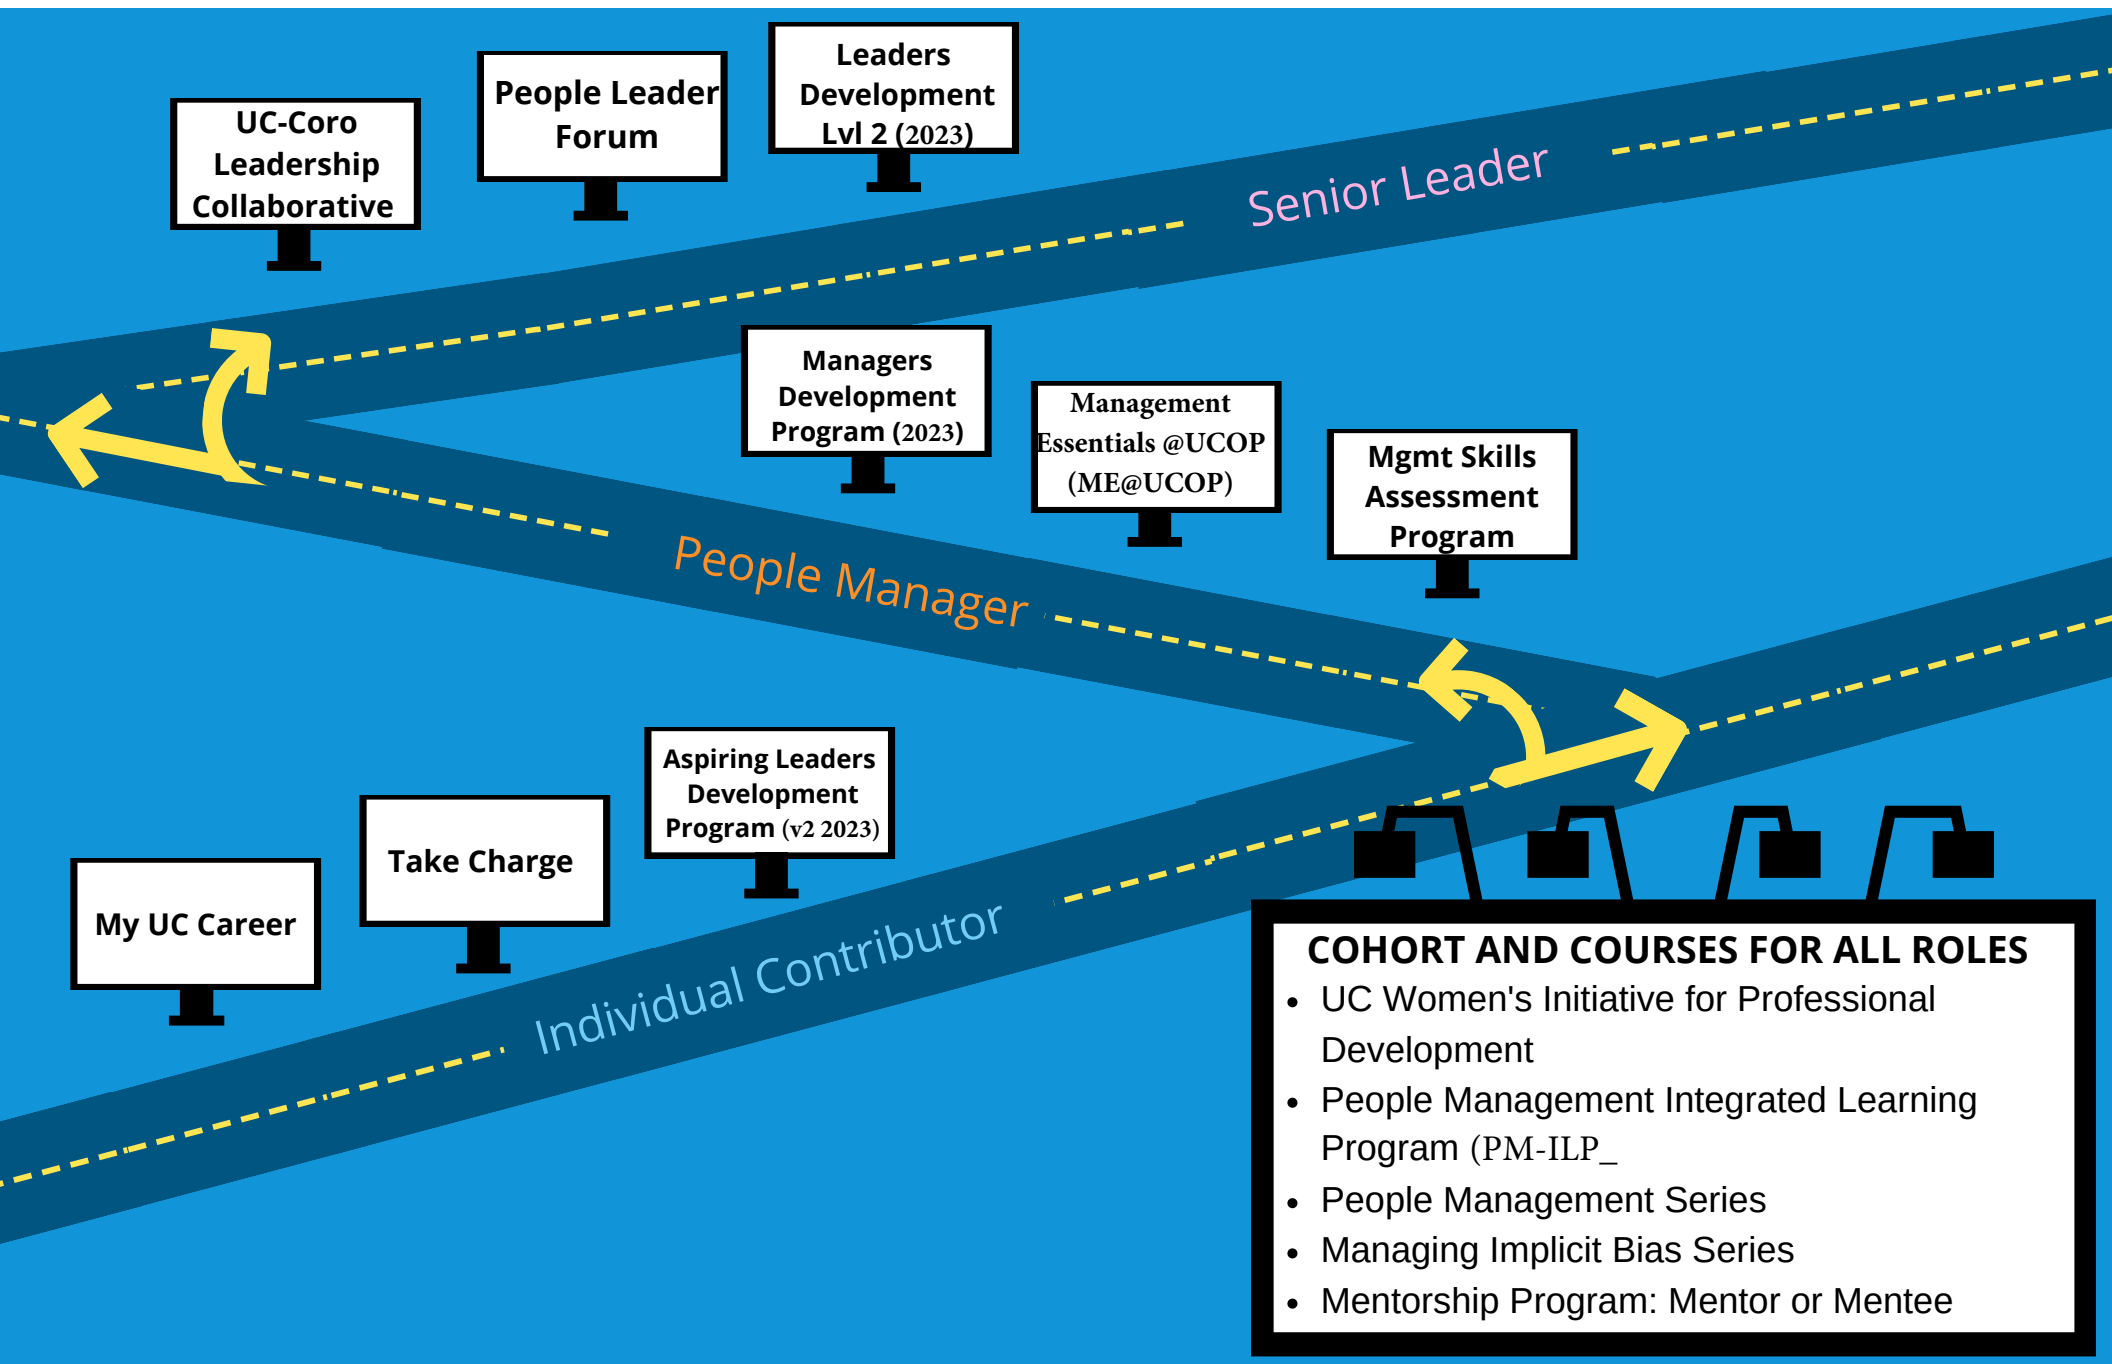 UC-Coro
Leadership
Collaborative
People Leader
Forum
Leaders
Development
Lvl 2 (2023)
Senior Leader
Managers
Development
Program (2023)
Management
Essentials @UCOP
(ME@UCOP)
Mgmt Skills
Assessment
Program
People Manager
Aspiring Leaders
Development
Program (v2 2023)
Take Charge
My UC Career
Individual Contributor
COHORT AND COURSES FOR ALL ROLES
• UC Women's Initiative for Professional
Development
• People Management Integrated Learning
Program (PM-ILP_
• People Management Series
• Managing Implicit Bias Series
• Mentorship Program: Mentor or Mentee